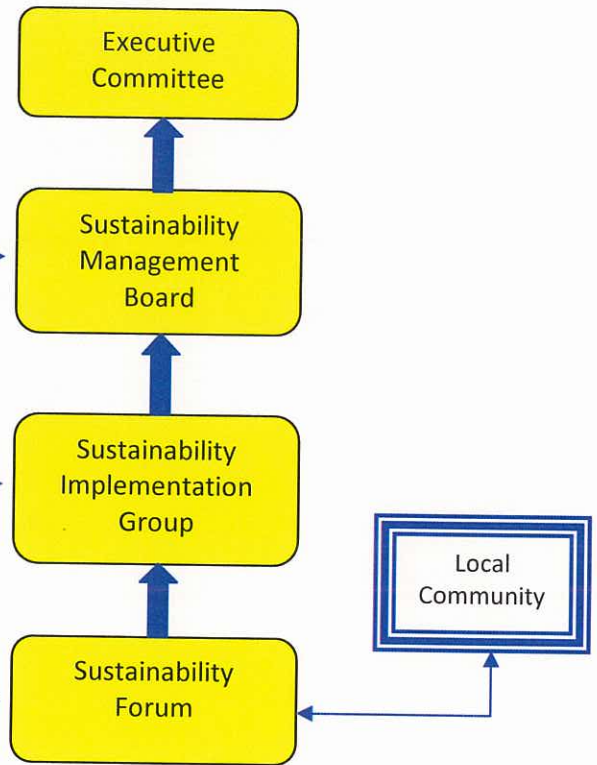 Executive
Committee
Sustainability
Management
Board
Sustainability
Implementation
Group
Local
Community
Sustainability
Forum